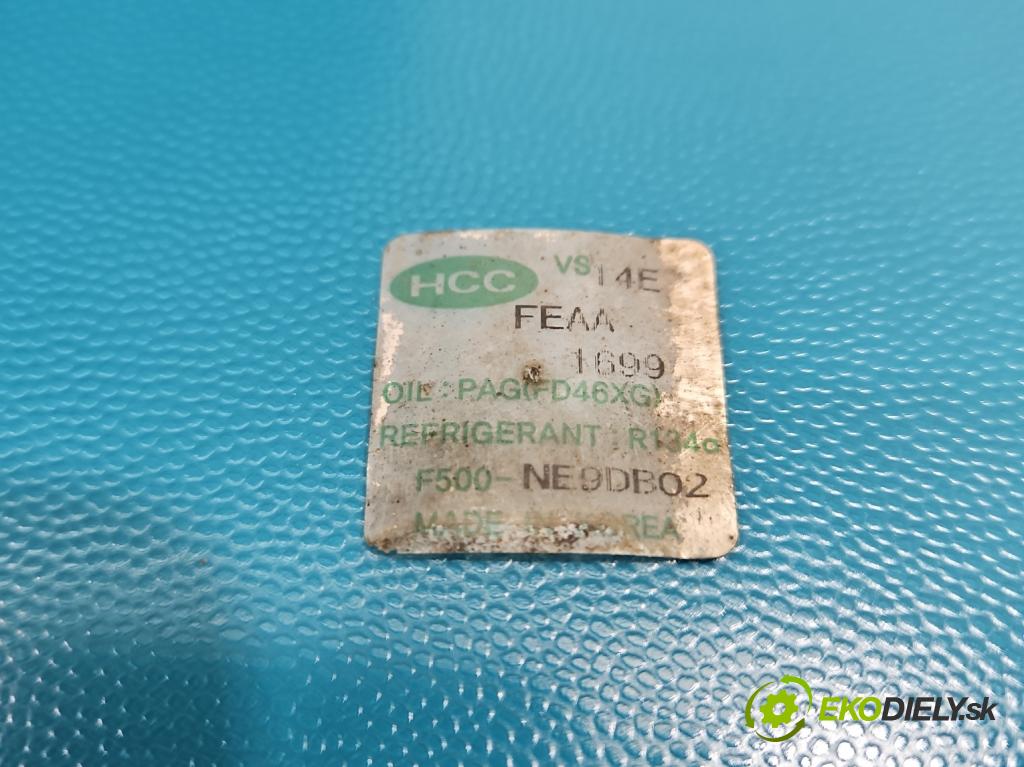 HCC VS14E
FEAA
1699
OIL : PAG(FD46XG)
REFRIGERANT : R134a
F500-NE9DB02
MADE REA
EKODIELY.sk